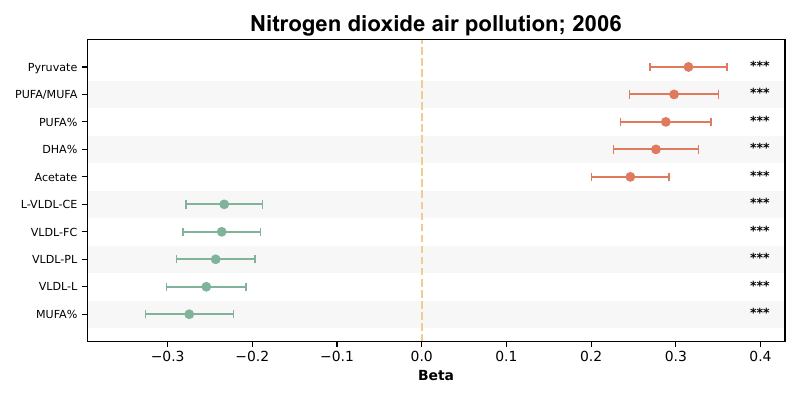 Nitrogen dioxide air pollution; 2006
Pyruvate ***
PUFA/MUFA ***
PUFA% ***
DHA% ***
Acetate ***
L-VLDL-CE ***
VLDL-FC ***
VLDL-PL ***
VLDL-L ***
MUFA% ***
−0.3 −0.2 −0.1 0.0 0.1 0.2 0.3 0.4
Beta